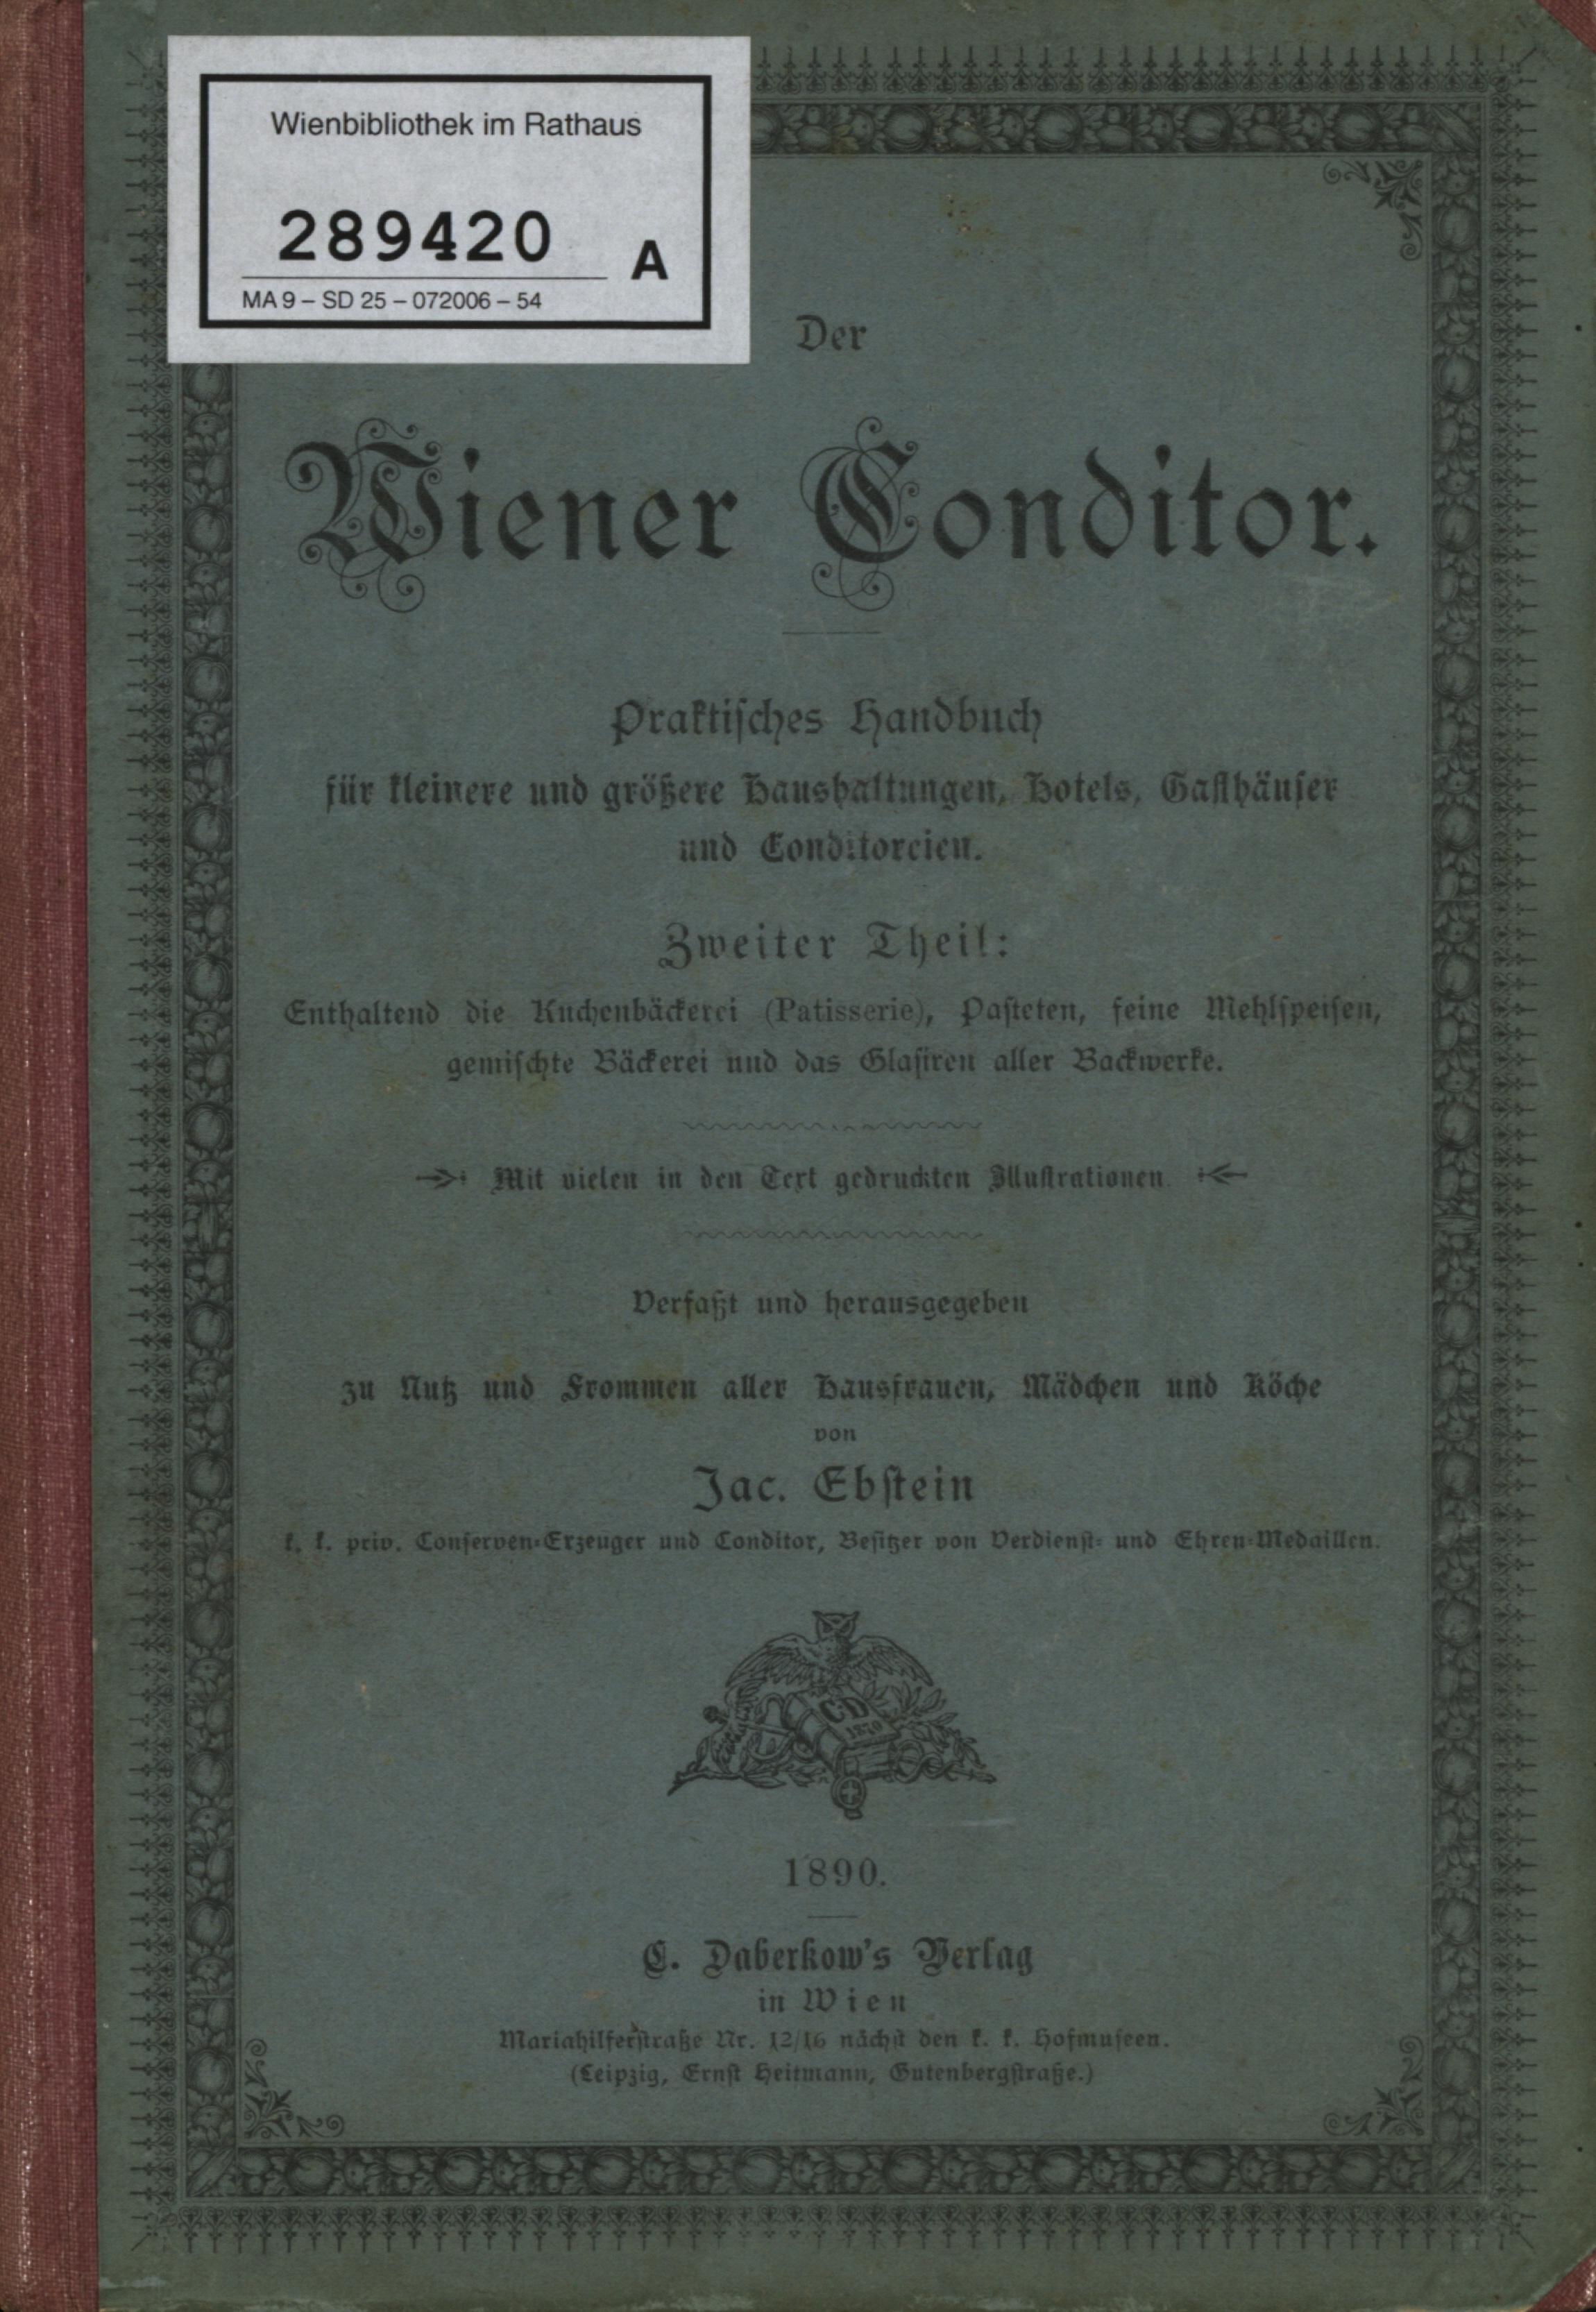 Wienbibliothek im Rathaus
289420 A
MA 9 – SD 25 – 072006 – 54
Der
Wiener Conditor.
Praktisches Handbuch
für kleinere und größere Haushaltungen, Hotels, Gasthäuser
und Conditoreien.
Zweiter Theil:
Enthaltend die Kuchenbäckerei (Patisserie), Pasteten, feine Mehlspeisen,
gemischte Bäckerei und das Glasiren aller Backwerke.
Mit vielen in den Text gedruckten Illustrationen.
Verfaßt und herausgegeben
zu Nutz und Frommen aller Hausfrauen, Mädchen und Köche
von
Jac. Ebstein
k. k. priv. Conserven-Erzeuger und Conditor, Besitzer von Verdienst- und Ehren-Medaillen.
CD
1870
1890.
C. Daberkow's Verlag
in Wien
Mariahilferstraße Nr. 12/16 nächst den k. k. Hofmuseen.
(Leipzig, Ernst Heitmann, Gutenbergstraße.)